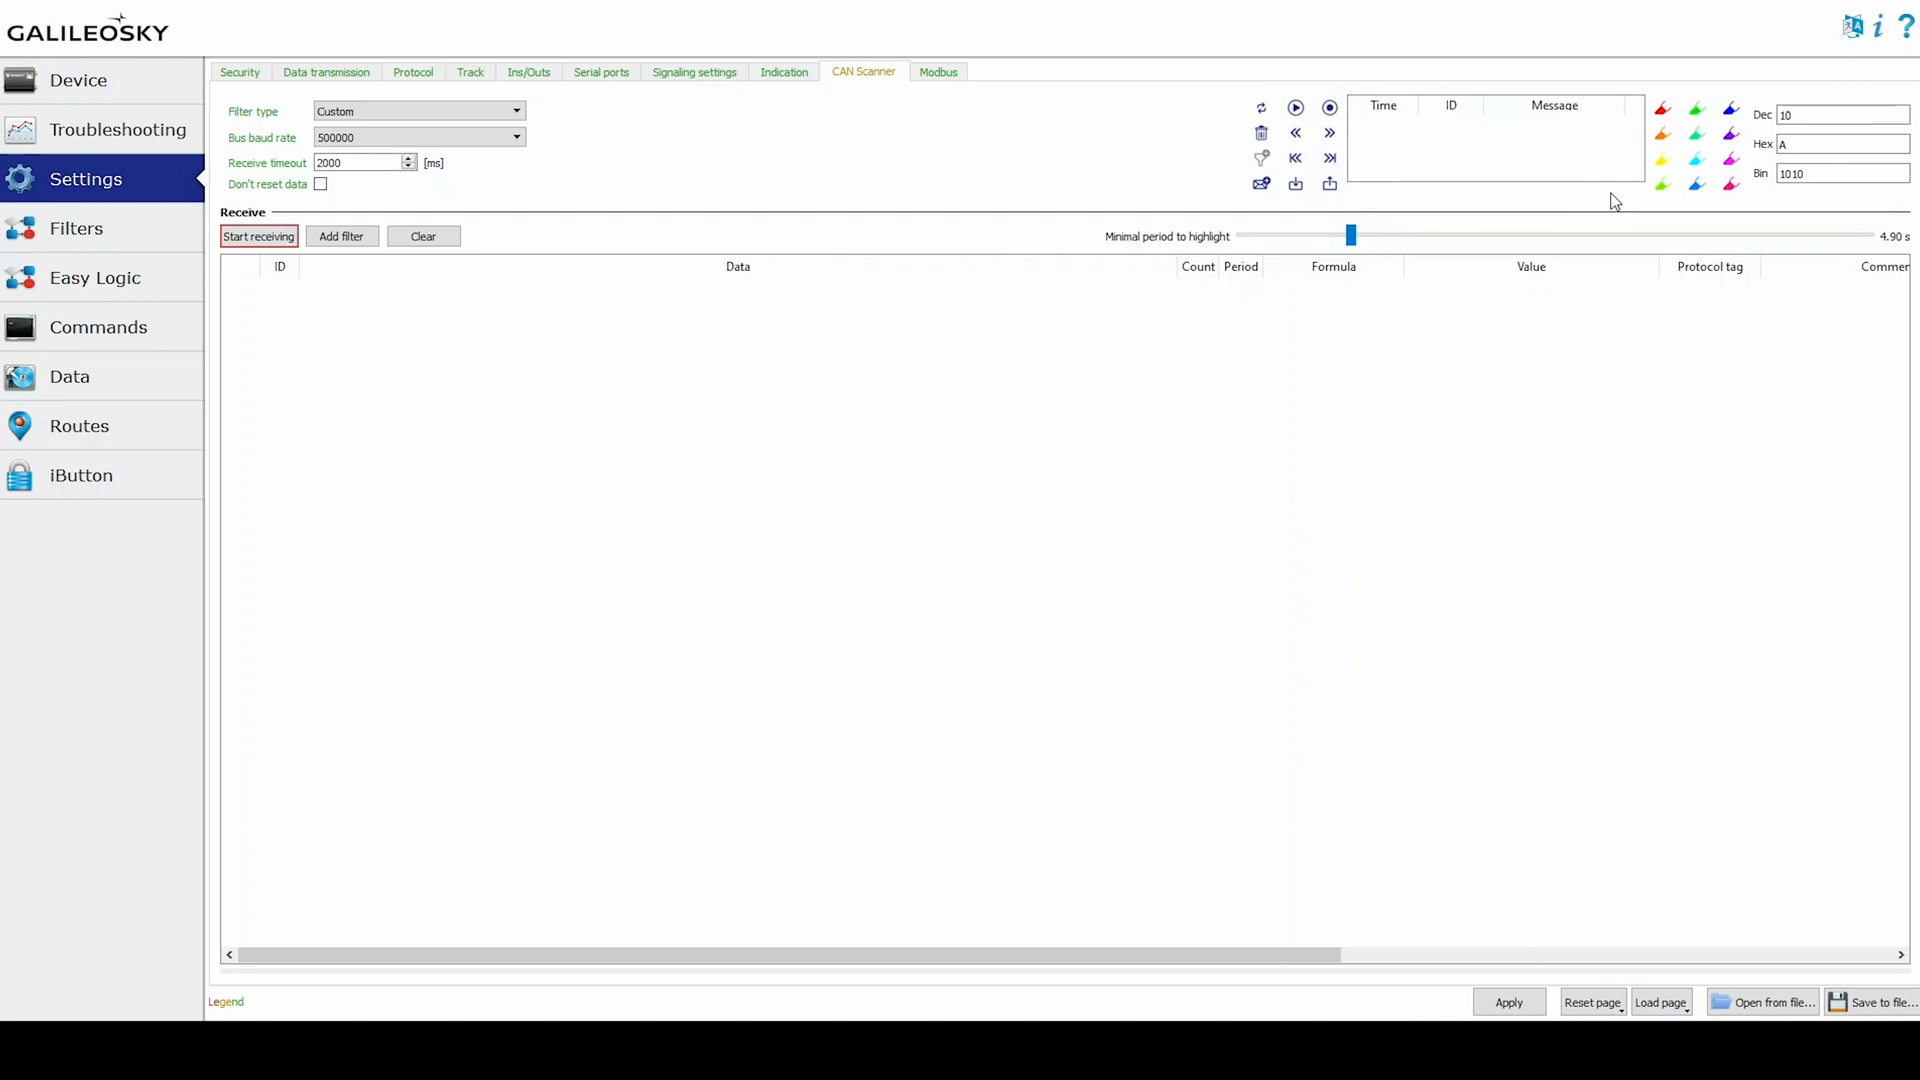 GALILEOSKY
Device
Troubleshooting
Settings
Filters
Easy Logic
Commands
Data
Routes
iButton
Security Data transmission Protocol Track Ins/Outs Serial ports Signaling settings Indication CAN Scanner Modbus
Filter type Custom
Bus baud rate 500000
Receive timeout 2000 [ms]
Don't reset data
Time ID Message
Dec 10
Hex A
Bin 1010
Receive
Start receiving Add filter Clear Minimal period to highlight 4.90 s
ID Data Count Period Formula Value Protocol tag Commer
Legend
Apply Reset page Load page Open from file... Save to file...